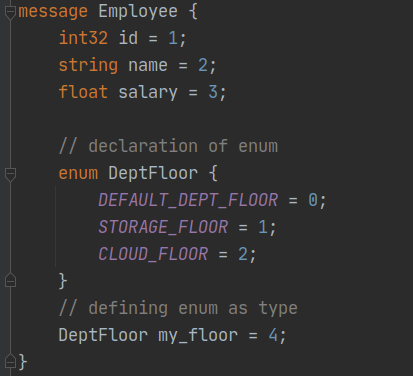 message Employee {
int32 id = 1;
string name = 2;
float salary = 3;
// declaration of enum
enum DeptFloor {
DEFAULT_DEPT_FLOOR = 0;
STORAGE_FLOOR = 1;
CLOUD_FLOOR = 2;
}
// defining enum as type
DeptFloor my_floor = 4;
}